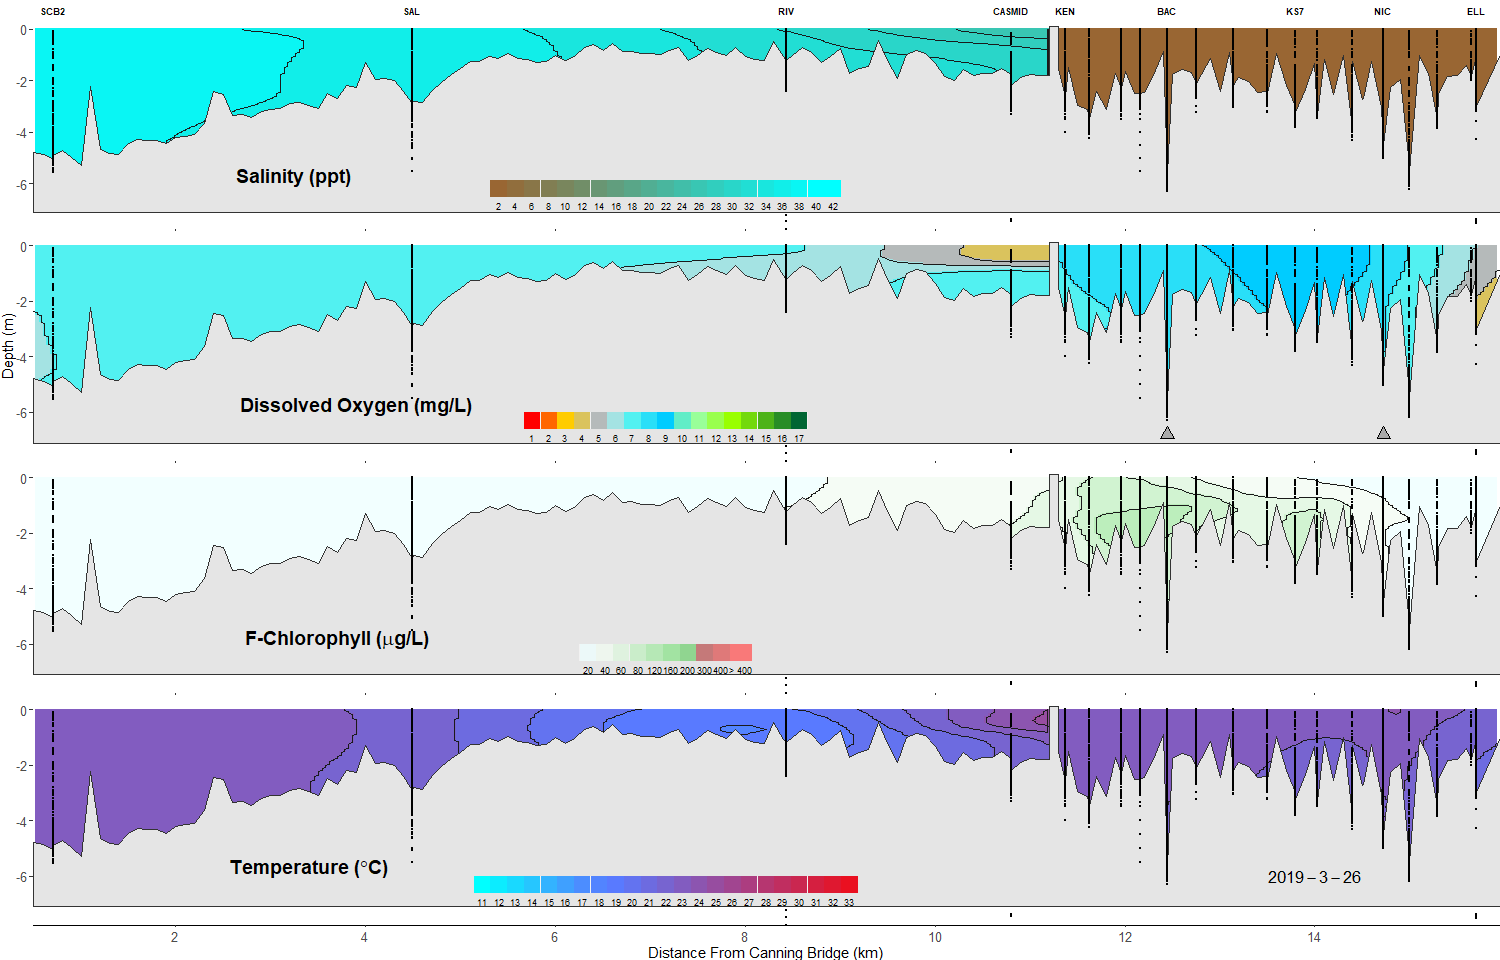 SCB2 SAL RIV CASMID KEN BAC KS7 NIC ELL
0
-2
-4
-6
Salinity (ppt)
2 4 6 8 10 12 14 16 18 20 22 24 26 28 30 32 34 36 38 40 42
0
-2
-4
-6
Dissolved Oxygen (mg/L)
1 2 3 4 5 6 7 8 9 10 11 12 13 14 15 16 17
Depth (m)
0
-2
-4
-6
F-Chlorophyll (μg/L)
20 40 60 80 120 160 200 300 400 > 400
0
-2
-4
-6
Temperature (°C)
2019 – 3 – 26
11 12 13 14 15 16 17 18 19 20 21 22 23 24 25 26 27 28 29 30 31 32 33
2 4 6 8 10 12 14
Distance From Canning Bridge (km)